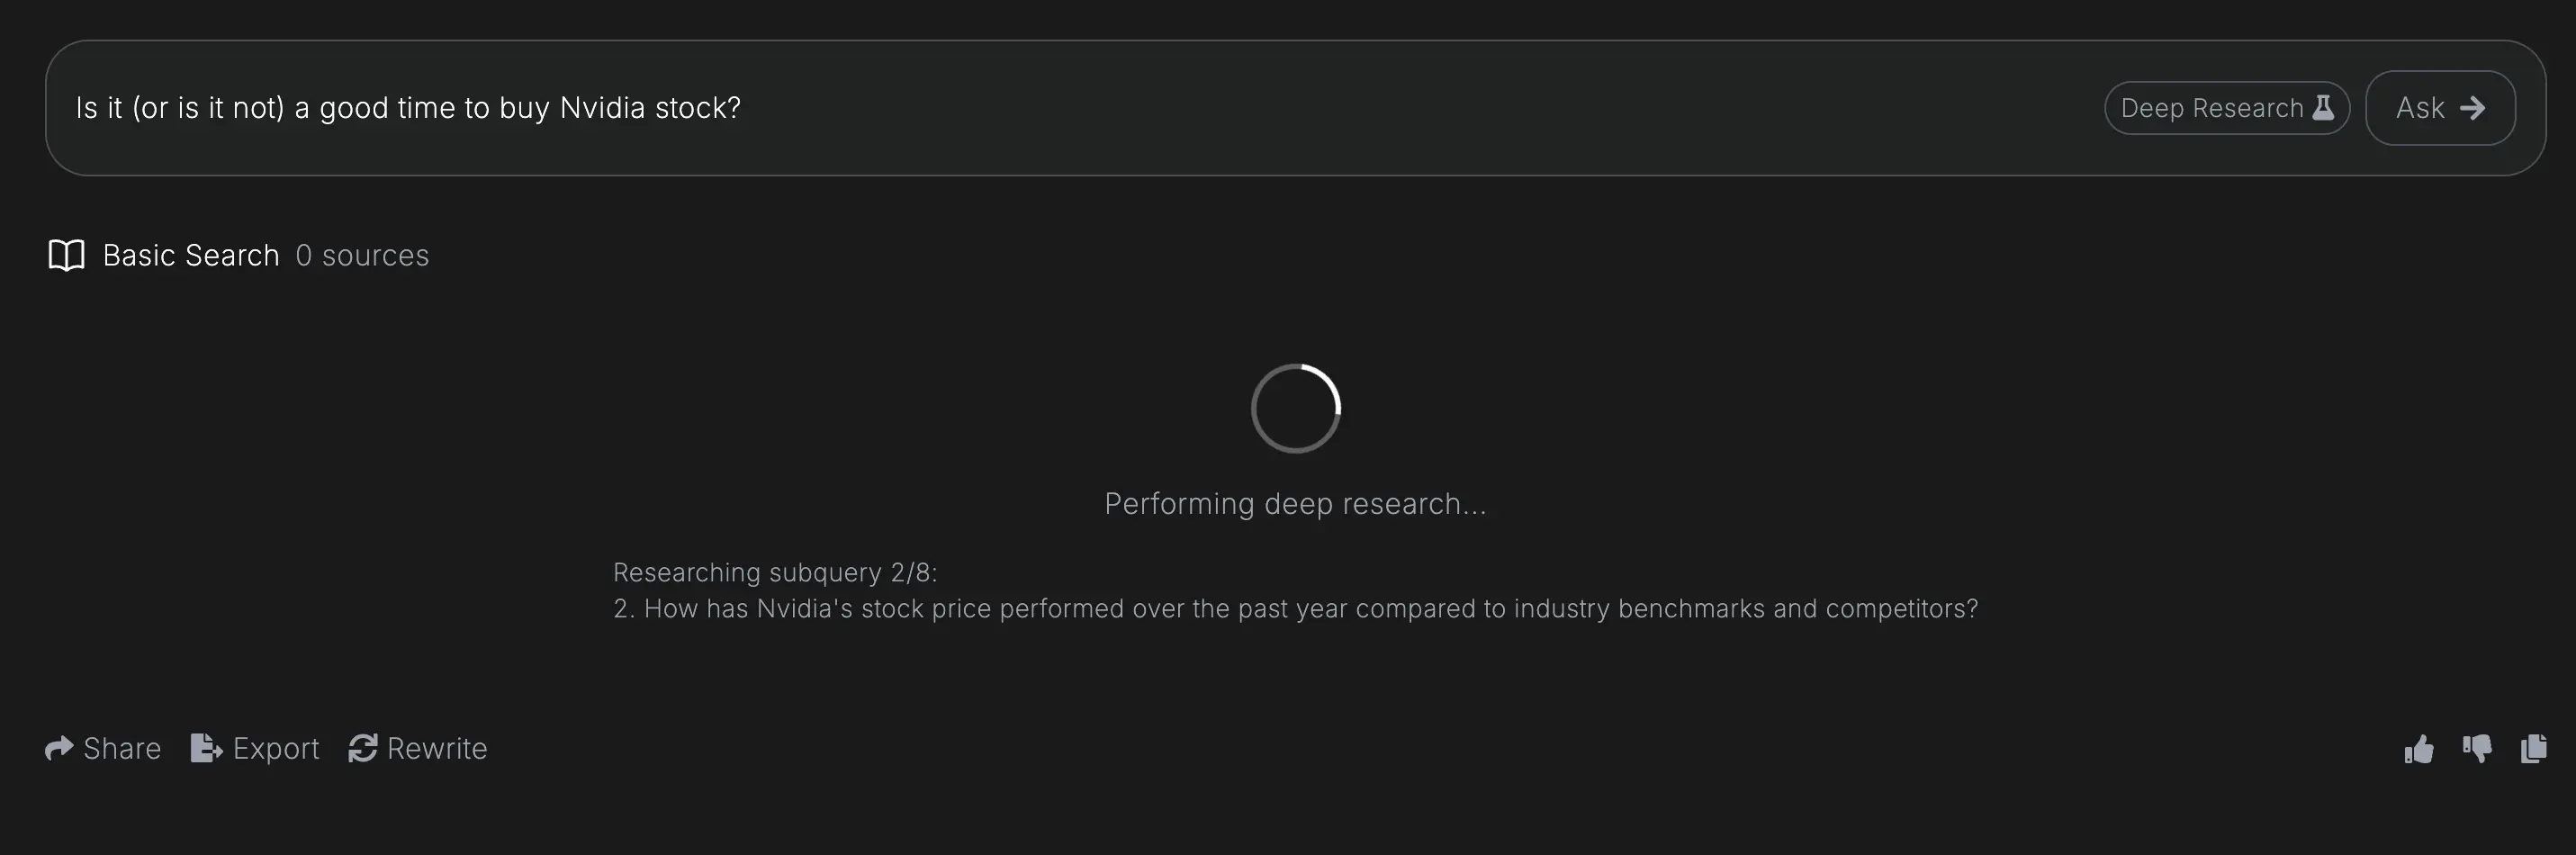 Is it (or is it not) a good time to buy Nvidia stock?
Deep Research
Ask
Basic Search 0 sources
Performing deep research...
Researching subquery 2/8:
2. How has Nvidia's stock price performed over the past year compared to industry benchmarks and competitors?
Share Export Rewrite